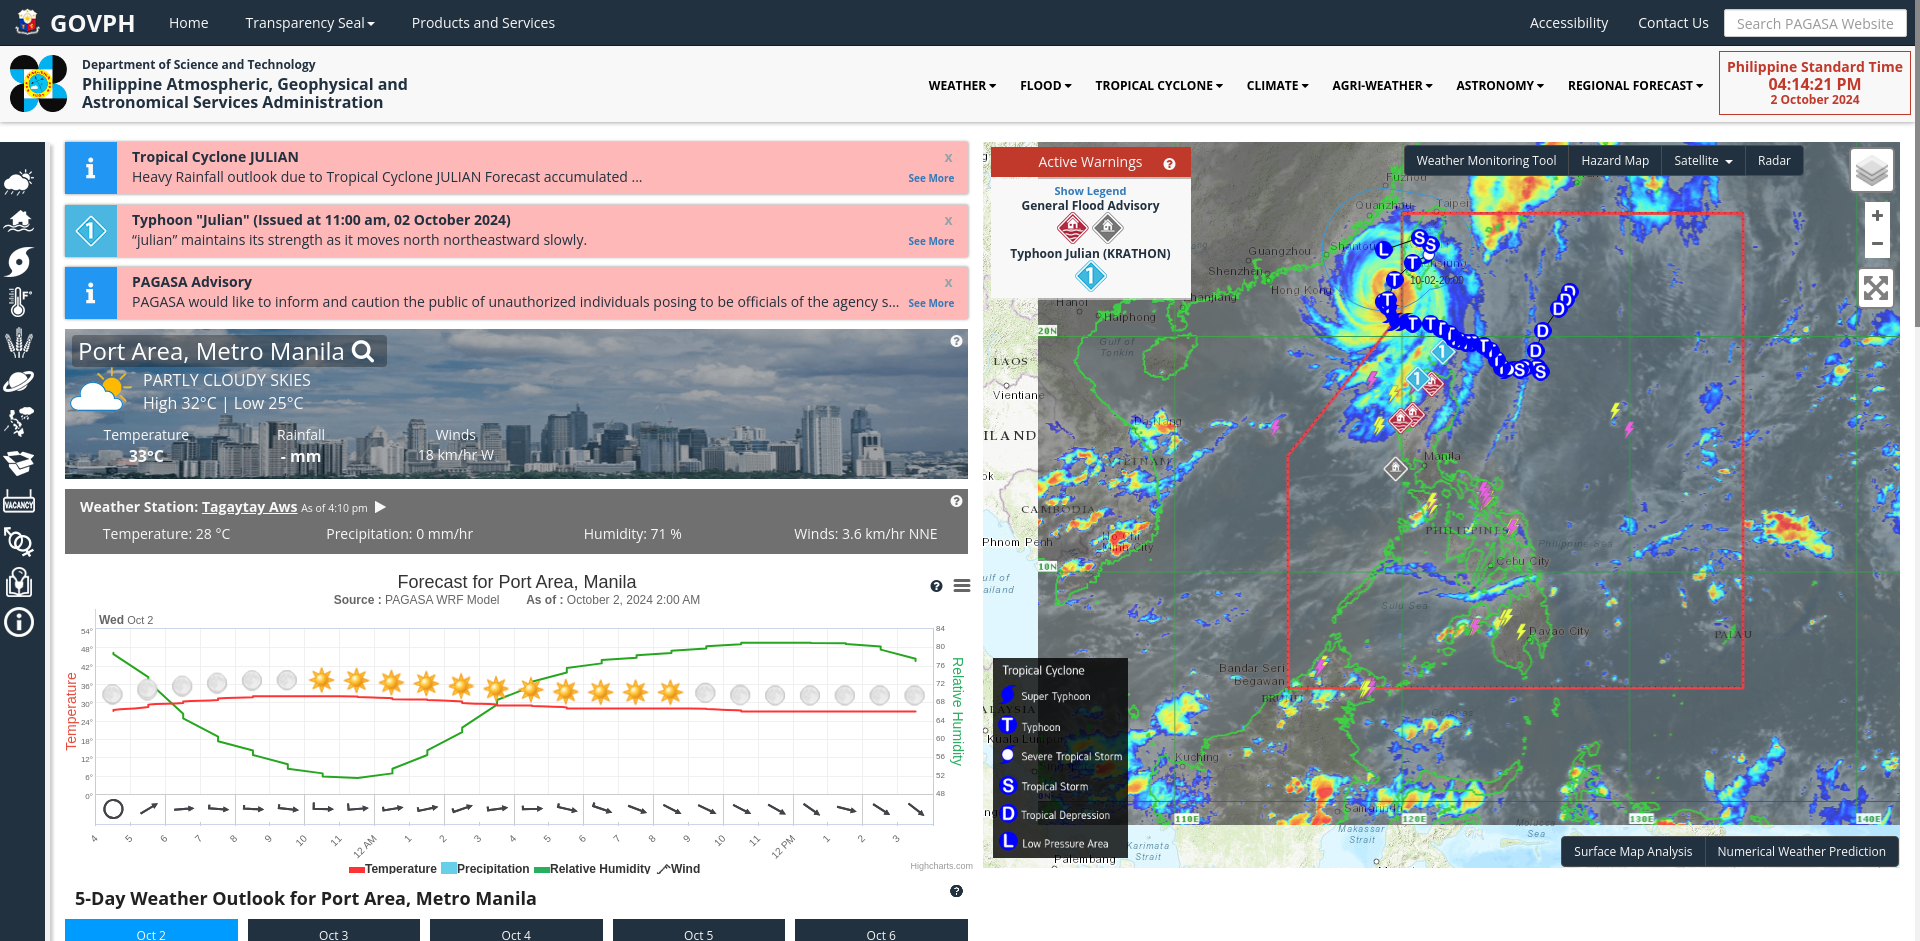 GOVPH
Home
Transparency Seal
Products and Services
Accessibility
Contact Us
Search PAGASA Website
Department of Science and Technology
Philippine Atmospheric, Geophysical and
Astronomical Services Administration
WEATHER
FLOOD
TROPICAL CYCLONE
CLIMATE
AGRI-WEATHER
ASTRONOMY
REGIONAL FORECAST
Philippine Standard Time
04:14:21 PM
2 October 2024
VACANCY
Tropical Cyclone JULIAN
x
Heavy Rainfall outlook due to Tropical Cyclone JULIAN Forecast accumulated ...
See More
1
Typhoon "Julian" (Issued at 11:00 am, 02 October 2024)
x
“julian” maintains its strength as it moves north northeastward slowly.
See More
PAGASA Advisory
x
PAGASA would like to inform and caution the public of unauthorized individuals posing to be officials of the agency s...
See More
Port Area, Metro Manila
PARTLY CLOUDY SKIES
High 32°C | Low 25°C
Temperature
33°C
Rainfall
- mm
Winds
18 km/hr W
Weather Station: Tagaytay Aws As of 4:10 pm
Temperature: 28 °C
Precipitation: 0 mm/hr
Humidity: 71 %
Winds: 3.6 km/hr NNE
Forecast for Port Area, Manila
Source : PAGASA WRF Model As of : October 2, 2024 2:00 AM
Wed Oct 2
Temperature
54°
48°
42°
36°
30°
24°
18°
12°
6°
0°
84
80
76
72
68
64
60
56
52
48
Relative Humidity
4 5 6 7 8 9 10 11 12 AM 1 2 3 4 5 6 7 8 9 10 11 12 PM 1 2 3
Temperature Precipitation Relative Humidity Wind
Highcharts.com
5-Day Weather Outlook for Port Area, Metro Manila
Oct 2
Oct 3
Oct 4
Oct 5
Oct 6
Active Warnings
Show Legend
General Flood Advisory
Typhoon Julian (KRATHON)
1
Weather Monitoring Tool
Hazard Map
Satellite
Radar
+
−
Fuzhou
Quanzhou
Taipei
Guangzhou
Shantou
Shenzhen
Hong Kong
Zhanjiang
Hanoi
Haiphong
10-02-20:00
20N
Gulf of
Tonkin
LAOS
Vientiane
ILAND
Da Nang
VIETNAM
Manila
CAMBODIA
Ho Chi
Minh City
Phnom Penh
PHILIPPINES
Philippine Sea
Cebu City
10N
Sulu Sea
Davao City
PALAU
Bandar Seri
Begawan
BRUNEI
Kuala Lumpur
Kuching
Samarinda
110E
120E
130E
140E
Makassar
Strait
Karimata
Strait
Sea
Palembang
Tropical Cyclone
Super Typhoon
T Typhoon
Severe Tropical Storm
S Tropical Storm
D Tropical Depression
L Low Pressure Area
Surface Map Analysis
Numerical Weather Prediction